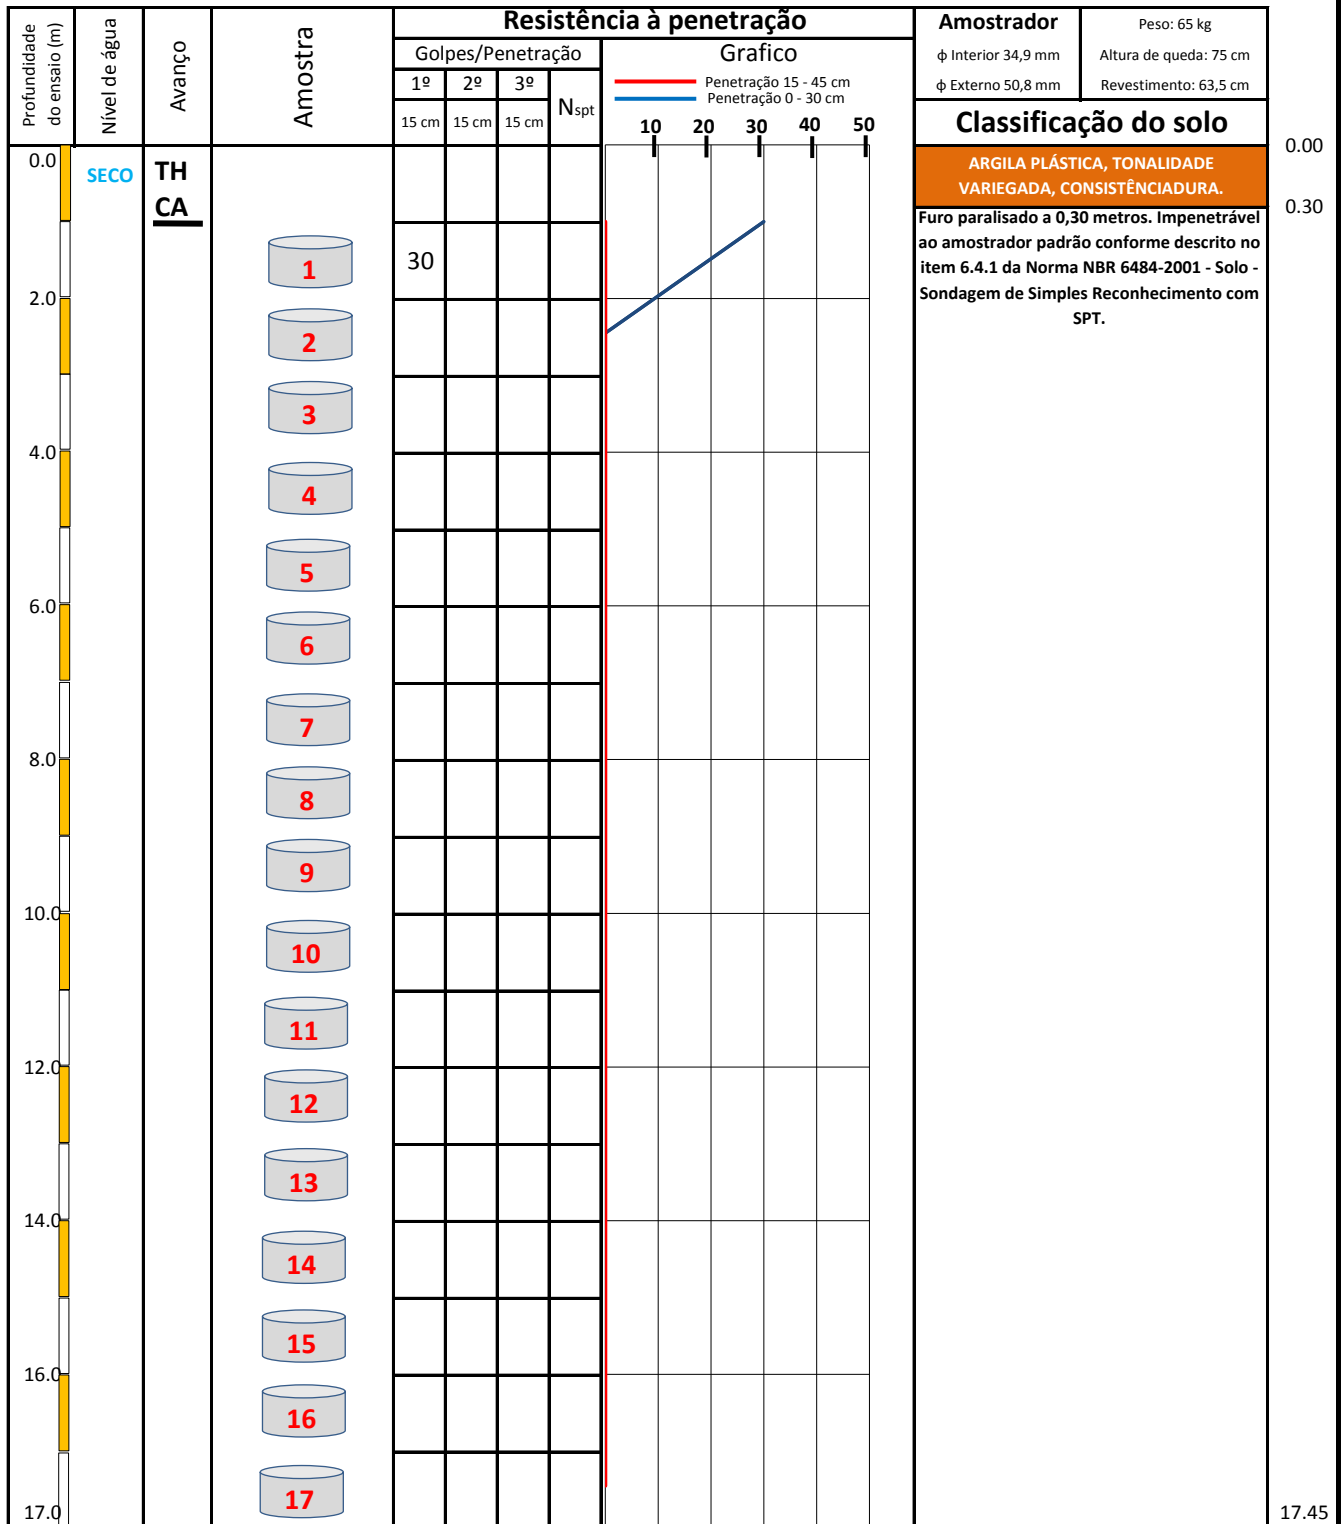 Profundidade
do ensaio (m)
Nível de água
Avanço
Amostra
Resistência à penetração
Golpes/Penetração
1º
2º
3º
15 cm
15 cm
15 cm
Nspt
Grafico
Penetração 15 - 45 cm
Penetração 0 - 30 cm
10
20
30
40
50
Amostrador
ф Interior 34,9 mm
ф Externo 50,8 mm
Peso: 65 kg
Altura de queda: 75 cm
Revestimento: 63,5 cm
Classificação do solo
0.00
0.0
SECO
TH
CA
ARGILA PLÁSTICA, TONALIDADE
VARIEGADA, CONSISTÊNCIADURA.
0.30
Furo paralisado a 0,30 metros. Impenetrável
ao amostrador padrão conforme descrito no
item 6.4.1 da Norma NBR 6484-2001 - Solo -
Sondagem de Simples Reconhecimento com
SPT.
1
30
2.0
2
3
4.0
4
5
6.0
6
7
8.0
8
9
10.0
10
11
12.0
12
13
14.0
14
15
16.0
16
17
17.0
17.45